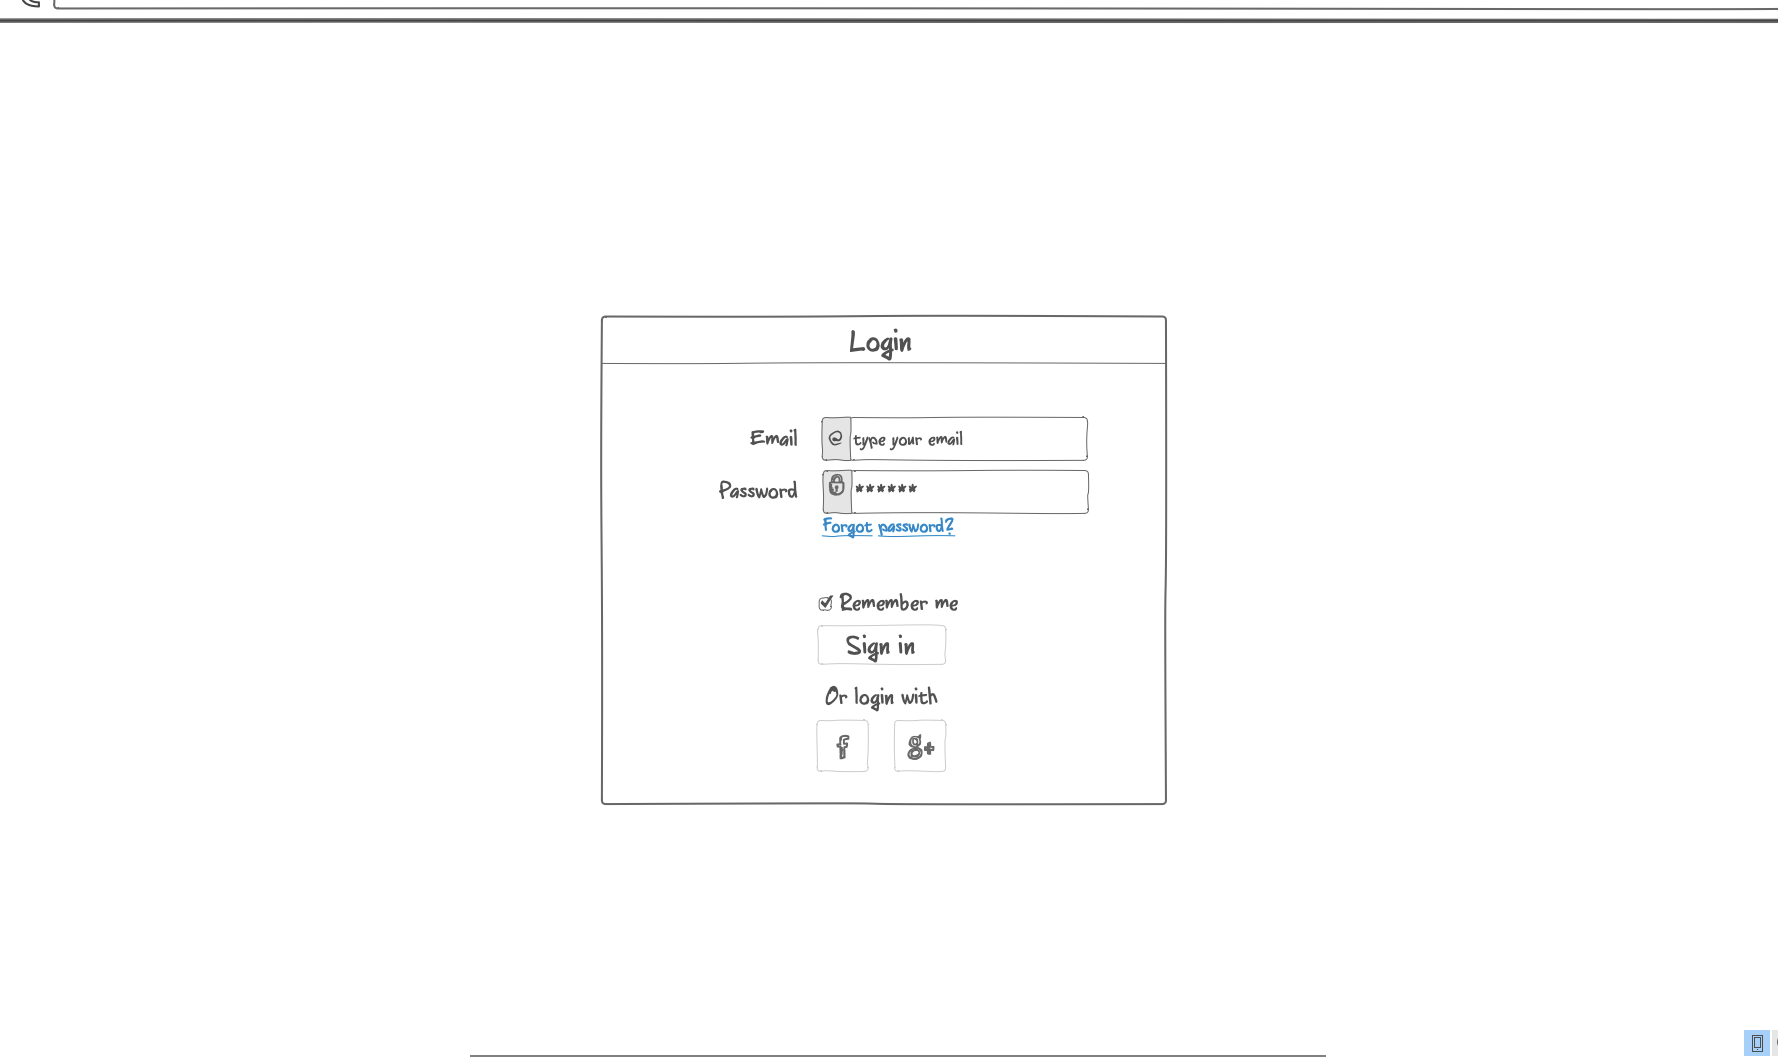 Login
Email
@ type your email
Password
******
Forgot password?
Remember me
Sign in
Or login with
f g+